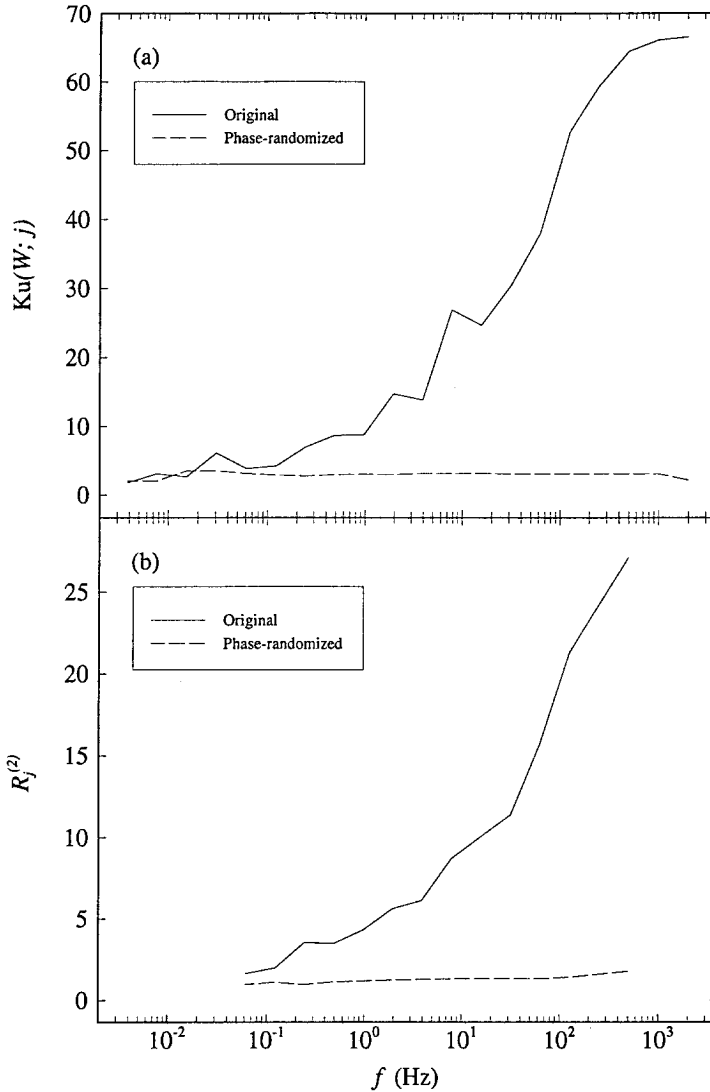 70
60
50
40
30
20
10
0
Ku(W; j)
(a)
Original
Phase-randomized
25
20
15
10
5
0
R_j^{(2)}
(b)
Original
Phase-randomized
10^{-2} 10^{-1} 10^{0} 10^{1} 10^{2} 10^{3}
f (Hz)